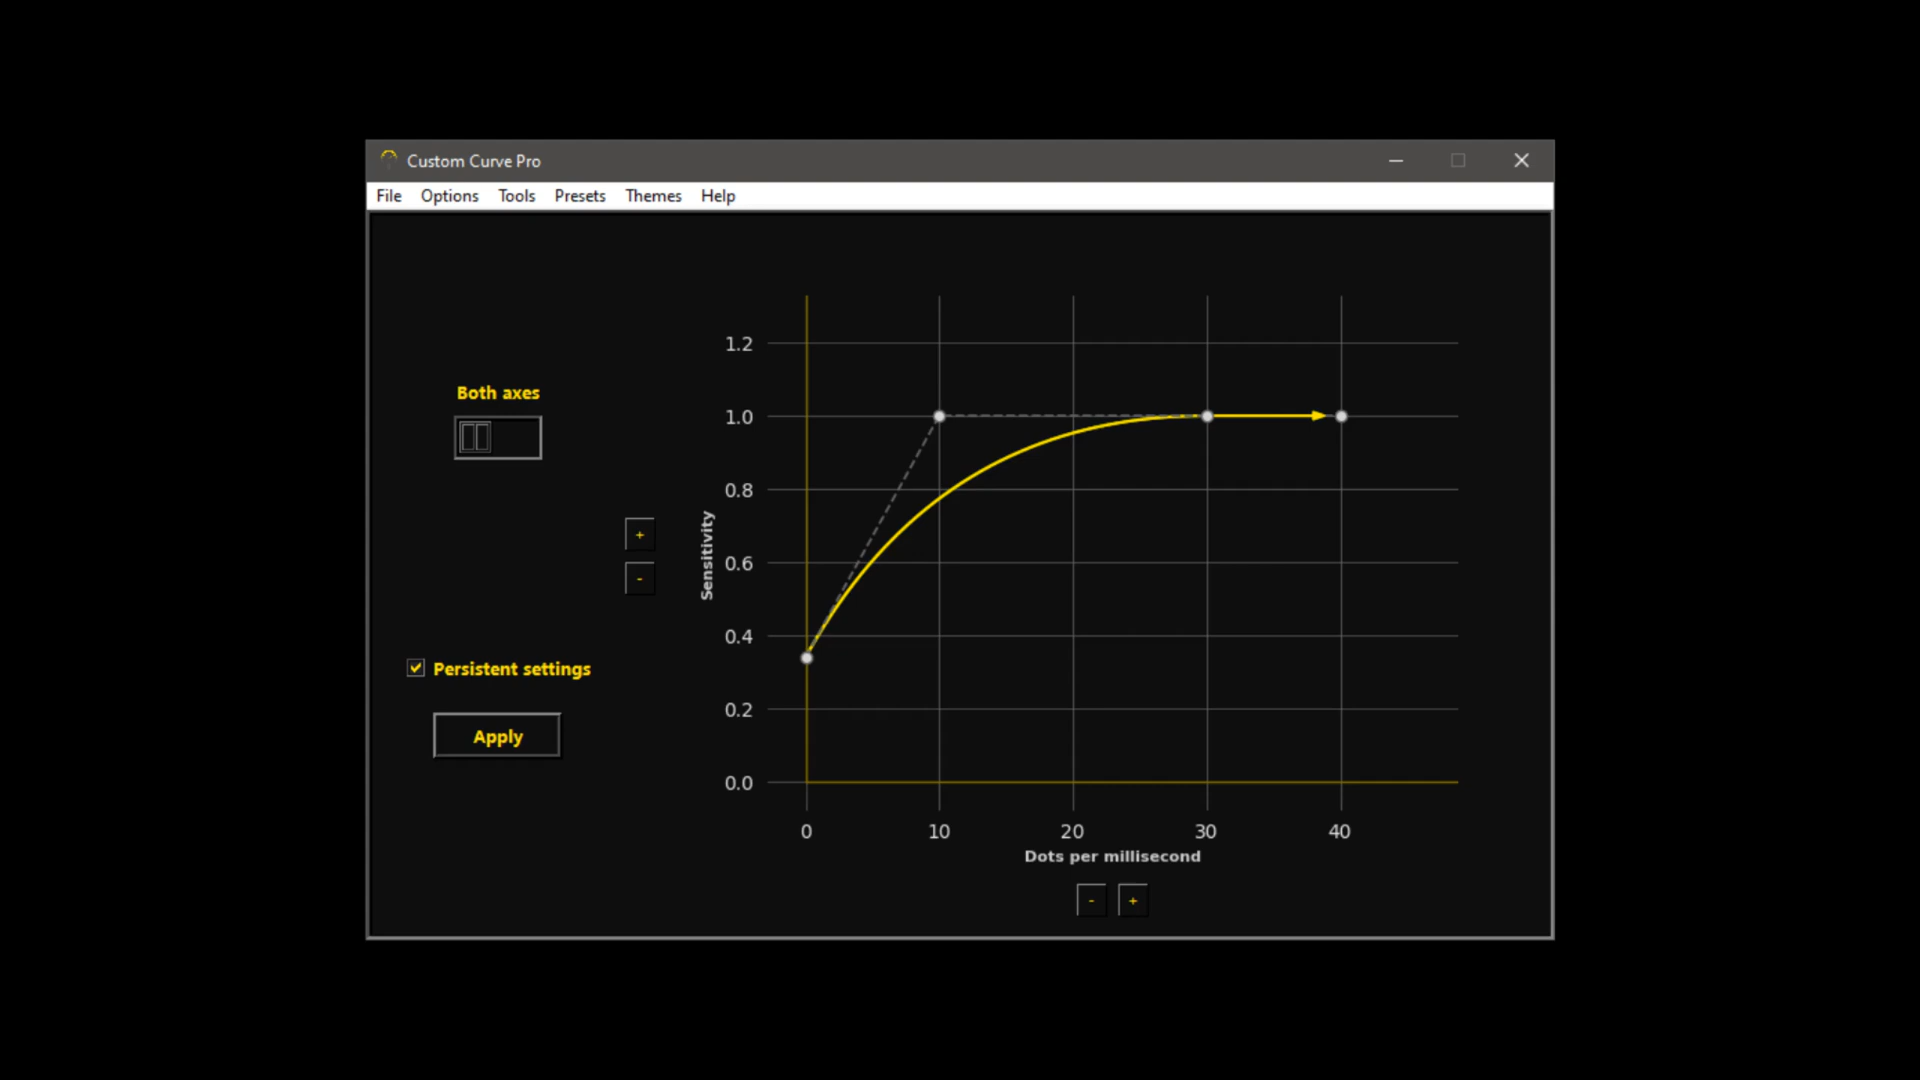 Custom Curve Pro
File Options Tools Presets Themes Help
Both axes
+
-
Persistent settings
Apply
Sensitivity
1.2
1.0
0.8
0.6
0.4
0.2
0.0
0 10 20 30 40
Dots per millisecond
- +